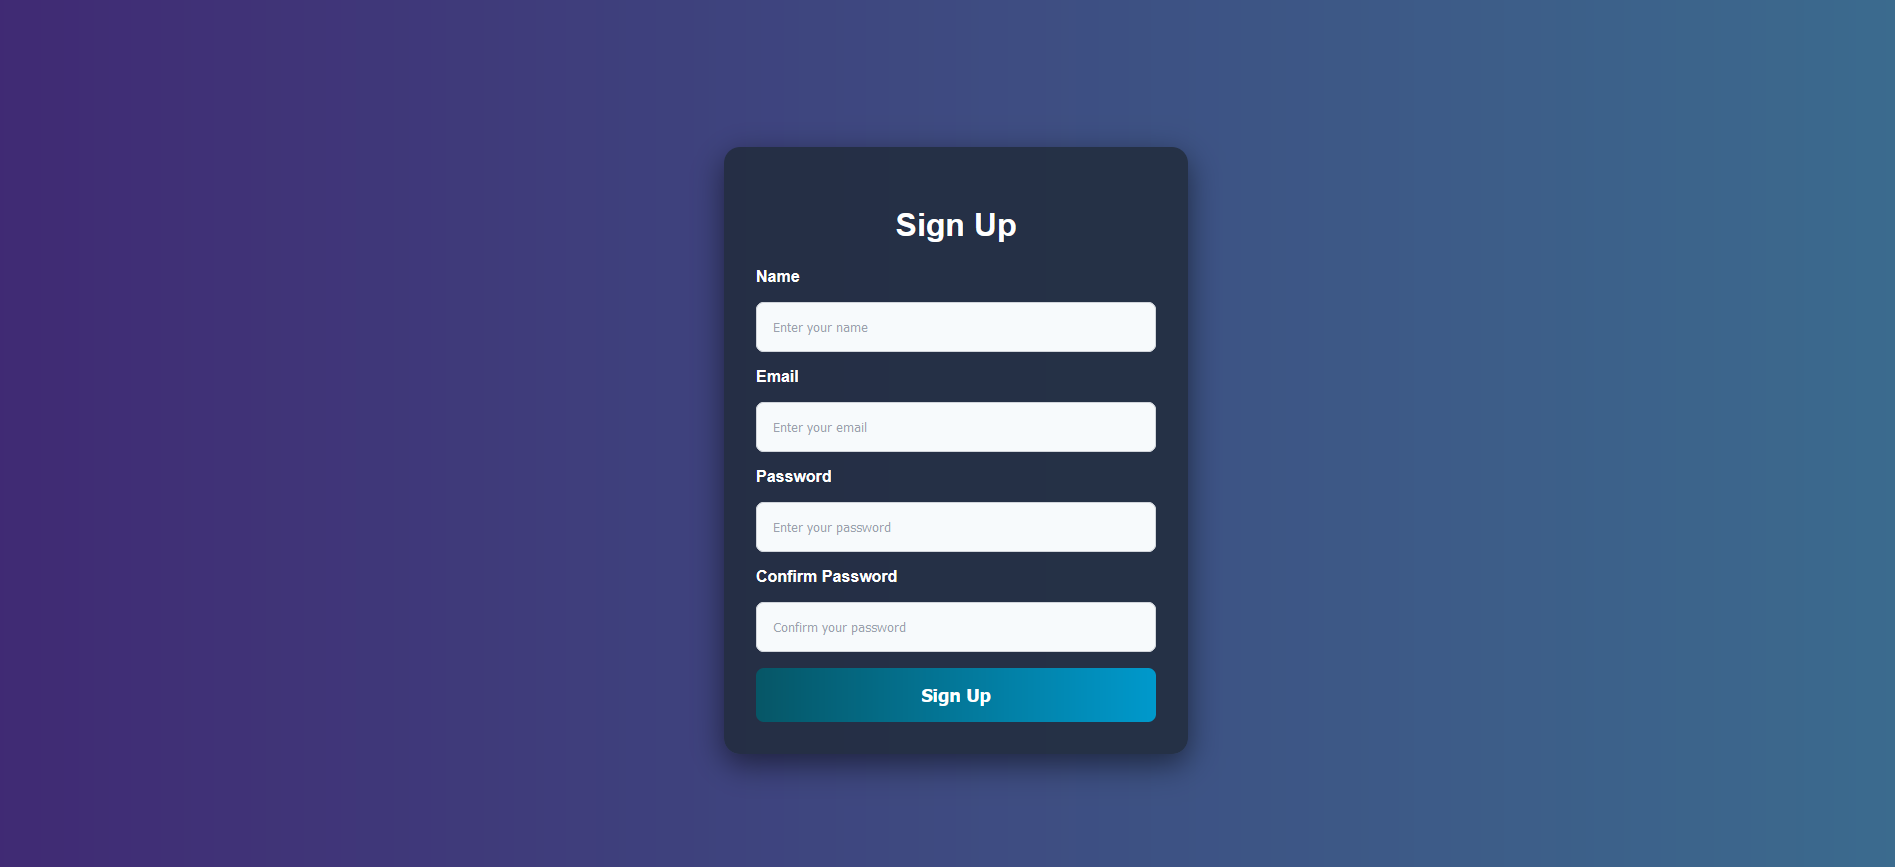 Sign Up
Name
Enter your name
Email
Enter your email
Password
Enter your password
Confirm Password
Confirm your password
Sign Up